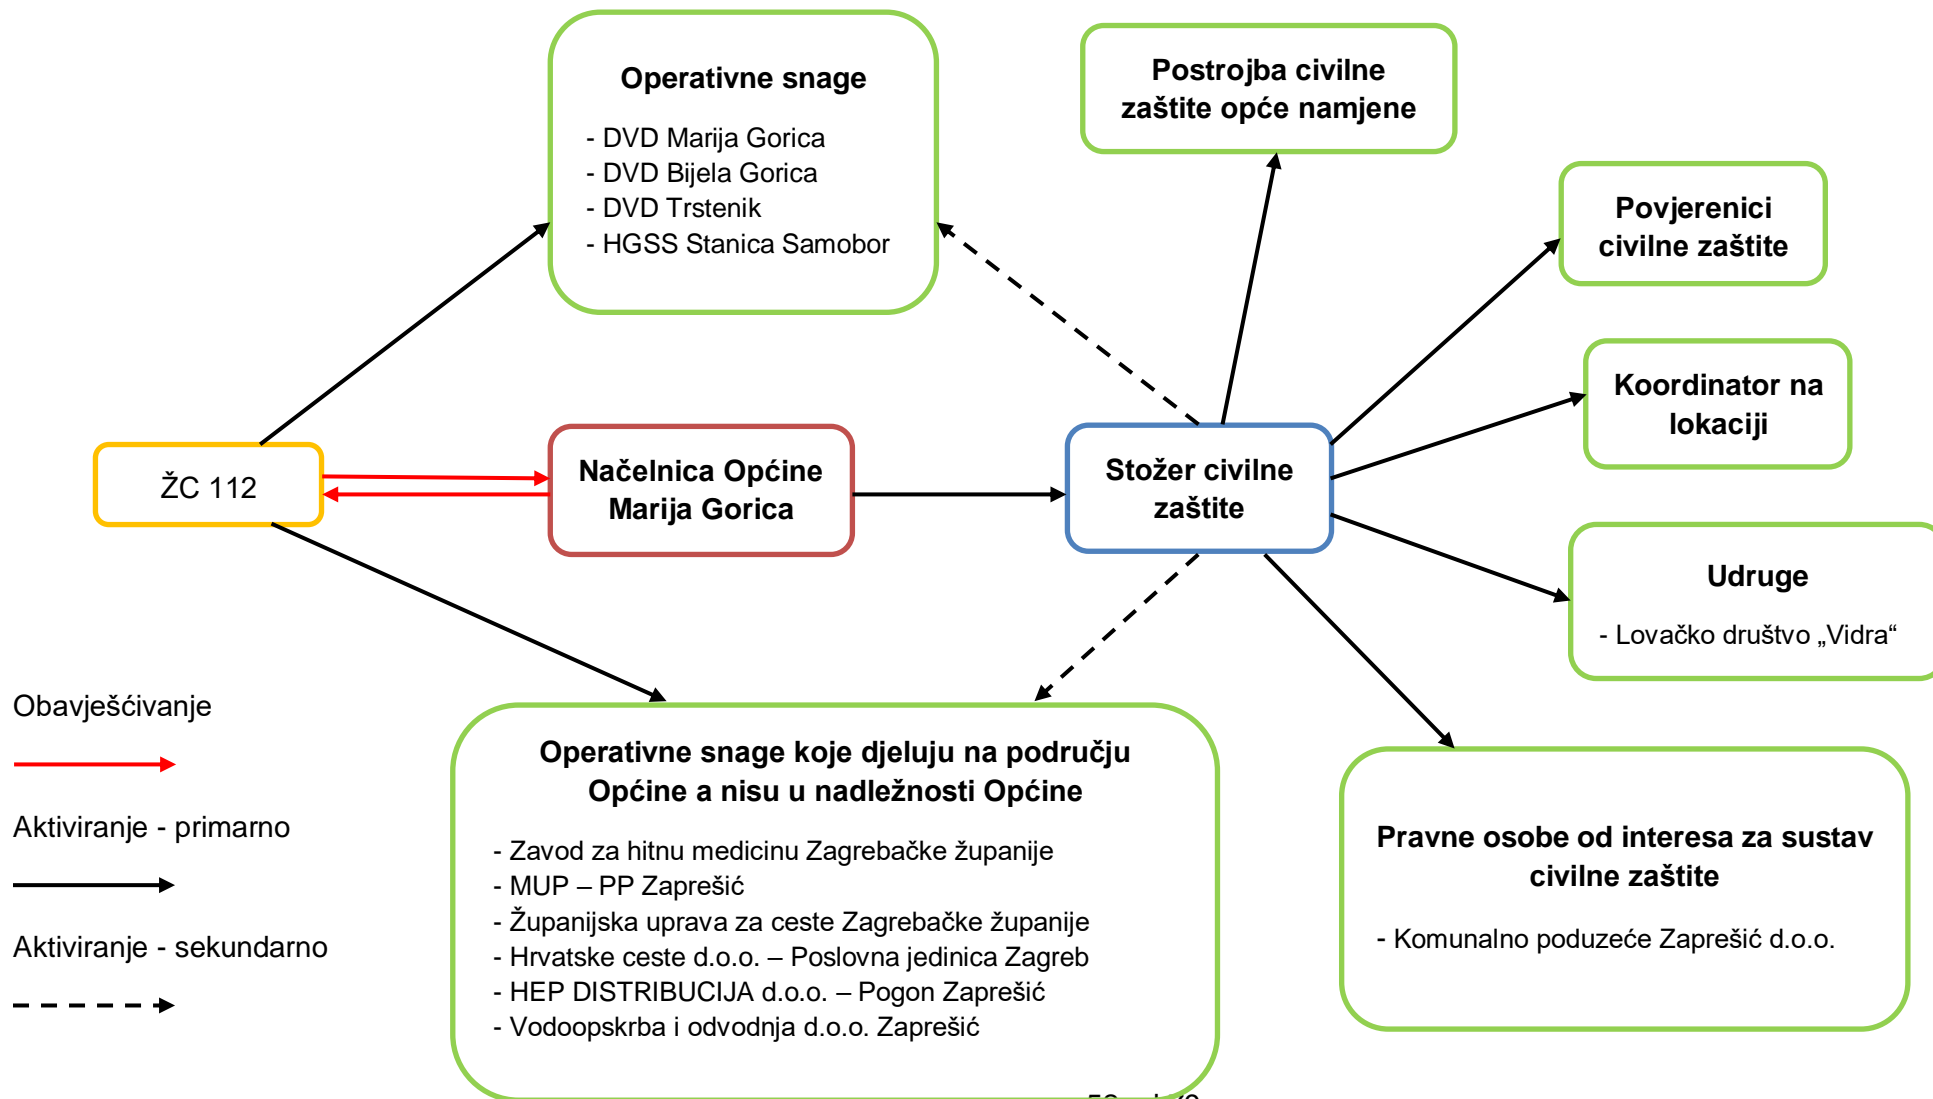 Operativne snage
- DVD Marija Gorica
- DVD Bijela Gorica
- DVD Trstenik
- HGSS Stanica Samobor
Postrojba civilne
zaštite opće namjene
Povjerenici
civilne zaštite
Koordinator na
lokaciji
ŽC 112
Načelnica Općine
Marija Gorica
Stožer civilne
zaštite
Udruge
- Lovačko društvo „Vidra“
Obavješćivanje
Aktiviranje - primarno
Aktiviranje - sekundarno
Operativne snage koje djeluju na području
Općine a nisu u nadležnosti Općine
- Zavod za hitnu medicinu Zagrebačke županije
- MUP – PP Zaprešić
- Županijska uprava za ceste Zagrebačke županije
- Hrvatske ceste d.o.o. – Poslovna jedinica Zagreb
- HEP DISTRIBUCIJA d.o.o. – Pogon Zaprešić
- Vodoopskrba i odvodnja d.o.o. Zaprešić
Pravne osobe od interesa za sustav
civilne zaštite
- Komunalno poduzeće Zaprešić d.o.o.